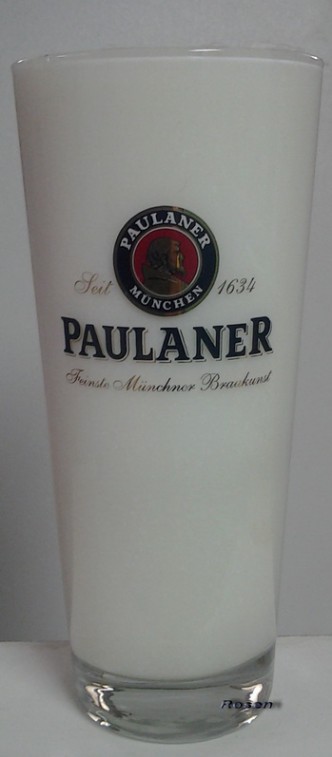 PAULANER
MÜNCHEN
Seit 1634
PAULANER
Feinste Münchner Braukunst
Rosen